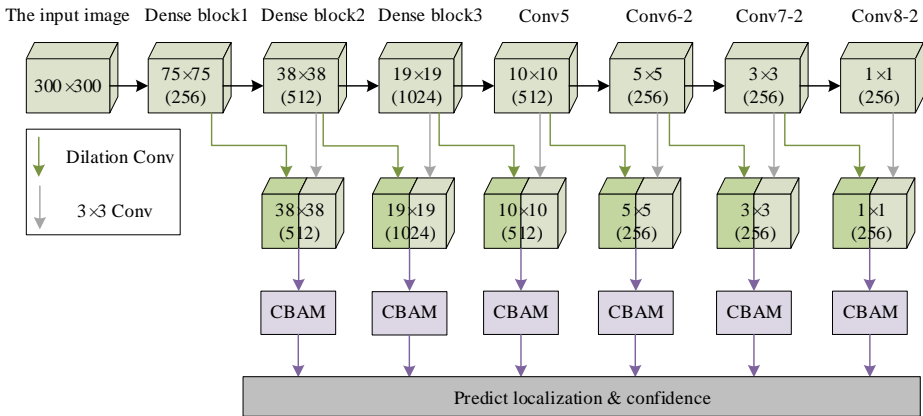 The input image
Dense block1
Dense block2
Dense block3
Conv5
Conv6-2
Conv7-2
Conv8-2
300×300
75×75
(256)
38×38
(512)
19×19
(1024)
10×10
(512)
5×5
(256)
3×3
(256)
1×1
(256)
Dilation Conv
3×3 Conv
38×38
(512)
19×19
(1024)
10×10
(512)
5×5
(256)
3×3
(256)
1×1
(256)
CBAM
CBAM
CBAM
CBAM
CBAM
CBAM
Predict localization & confidence